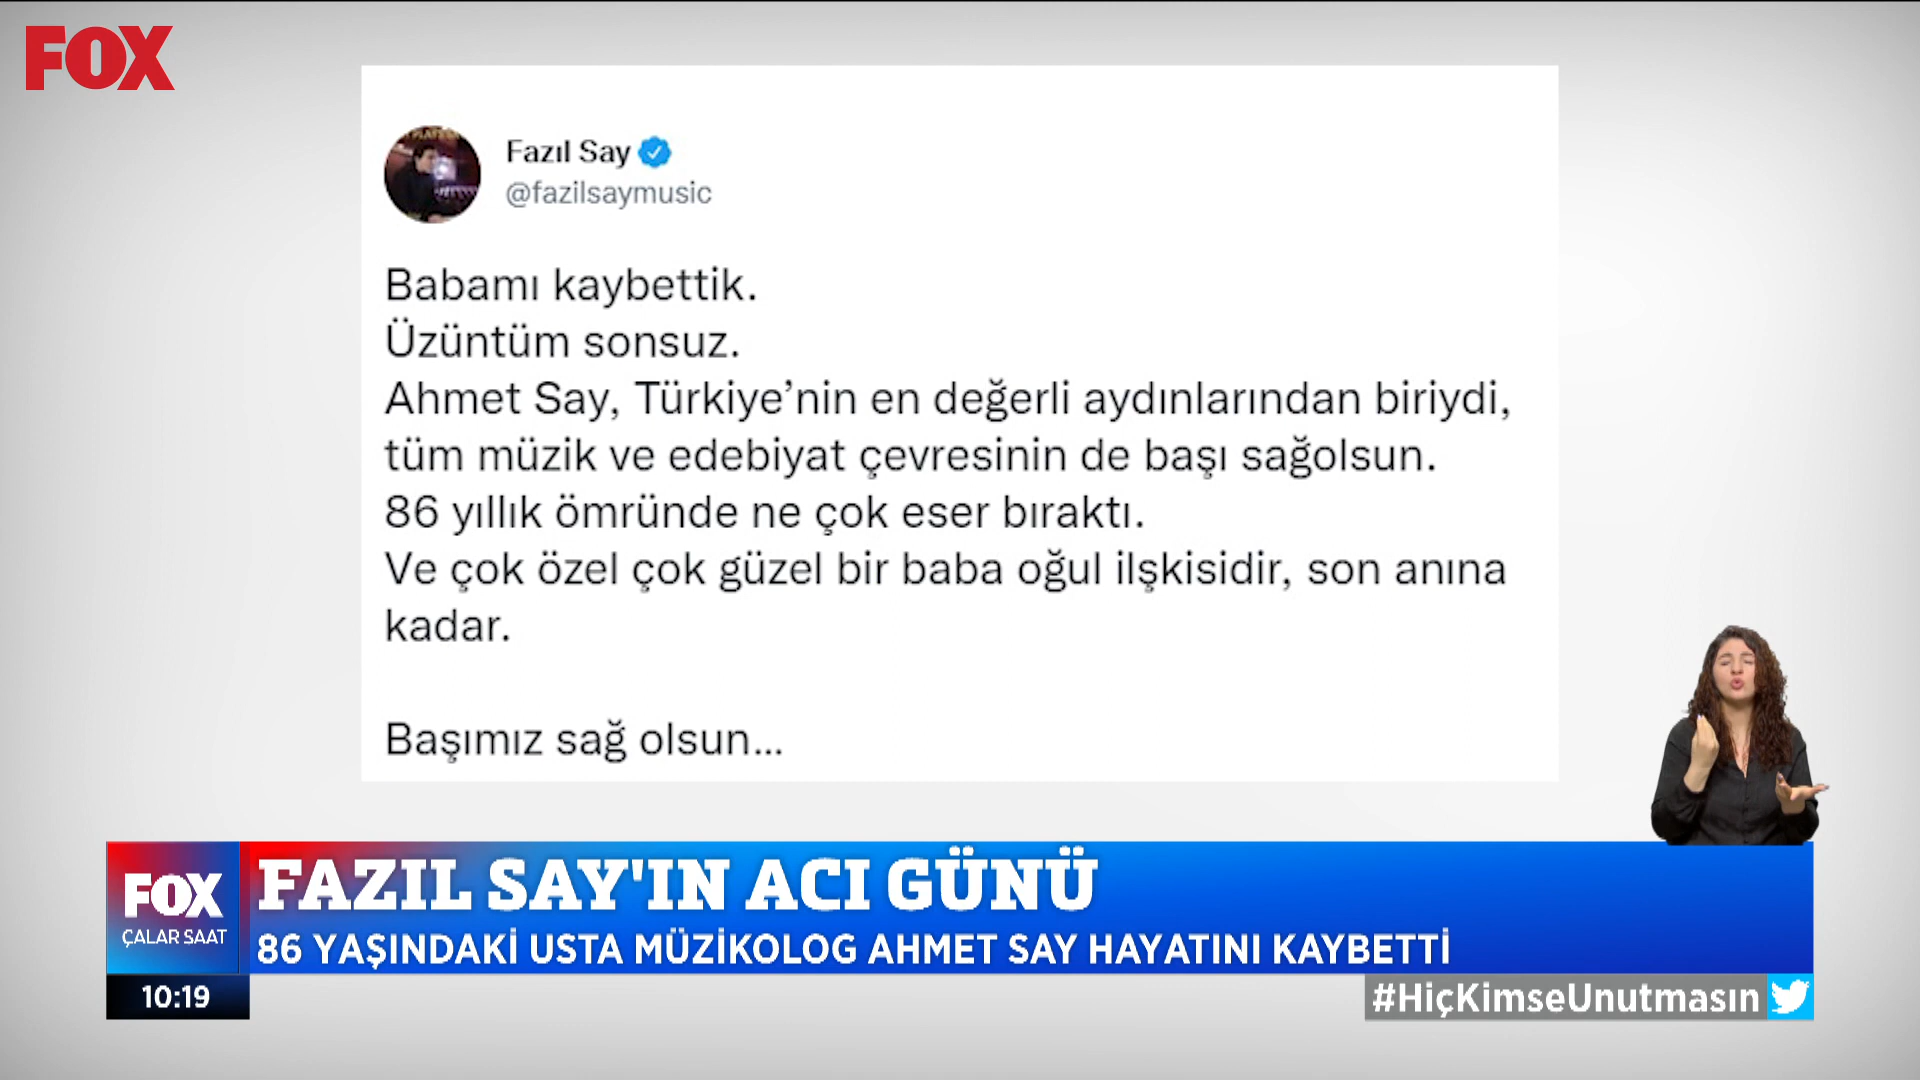 FOX
Fazıl Say
@fazilsaymusic
Babamı kaybettik.
Üzüntüm sonsuz.
Ahmet Say, Türkiye’nin en değerli aydınlarından biriydi,
tüm müzik ve edebiyat çevresinin de başı sağolsun.
86 yıllık ömründe ne çok eser bıraktı.
Ve çok özel çok güzel bir baba oğul ilşkisidir, son anına
kadar.
Başımız sağ olsun...
FOX
ÇALAR SAAT
FAZIL SAY'IN ACI GÜNÜ
86 YAŞINDAKİ USTA MÜZİKOLOG AHMET SAY HAYATINI KAYBETTİ
10:19
#HiçKimseUnutmasın